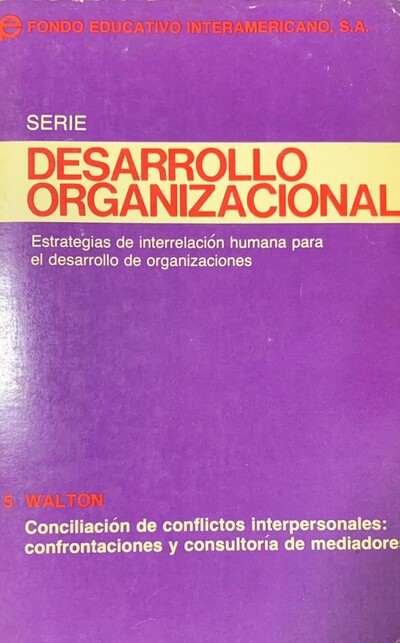 FONDO EDUCATIVO INTERAMERICANO, S.A.
SERIE
DESARROLLO
ORGANIZACIONAL
Estrategias de interrelación humana para
el desarrollo de organizaciones
5 WALTON
Conciliación de conflictos interpersonales:
confrontaciones y consultoría de mediadore